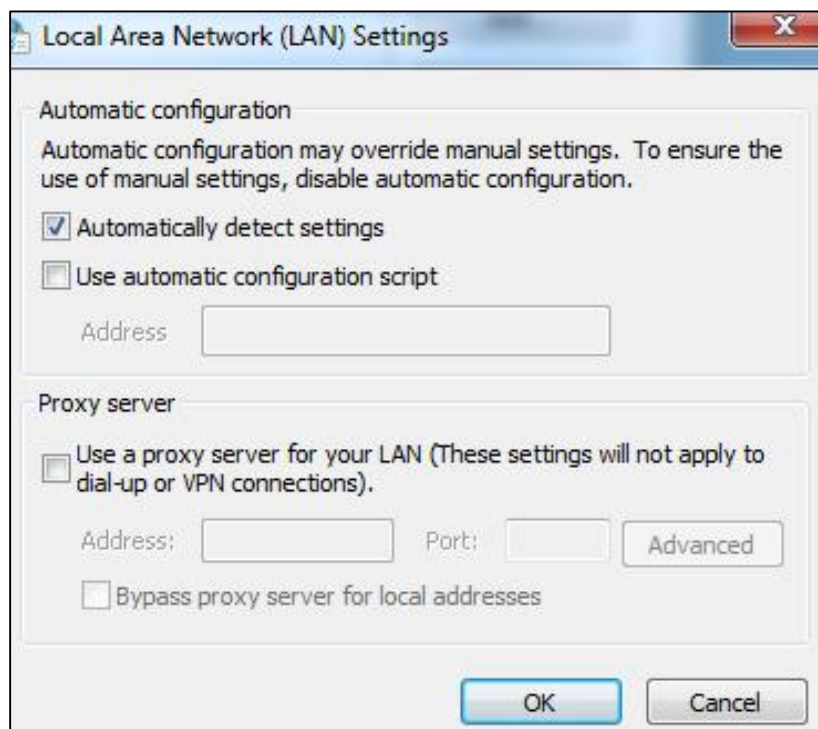 Local Area Network (LAN) Settings
Automatic configuration
Automatic configuration may override manual settings.  To ensure the
use of manual settings, disable automatic configuration.
Automatically detect settings
Use automatic configuration script
Address
Proxy server
Use a proxy server for your LAN (These settings will not apply to
dial-up or VPN connections).
Address:
Port:
Advanced
Bypass proxy server for local addresses
OK
Cancel